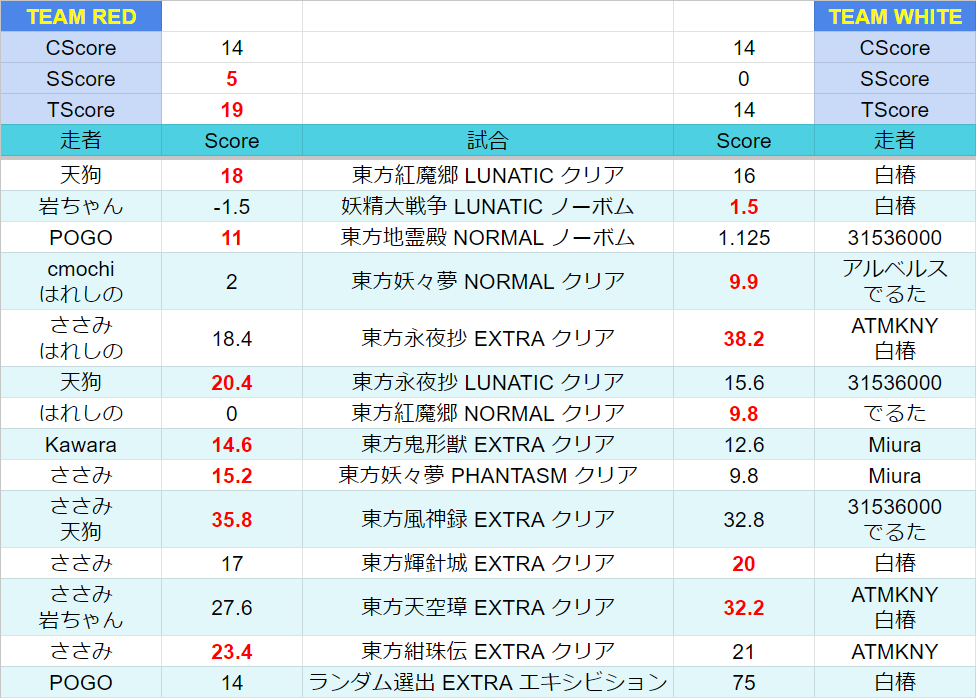 TEAM RED TEAM WHITE
CScore 14 14 CScore
SScore 5 0 SScore
TScore 19 14 TScore
走者 Score 試合 Score 走者
天狗 18 東方紅魔郷 LUNATIC クリア 16 白椿
岩ちゃん -1.5 妖精大戦争 LUNATIC ノーボム 1.5 白椿
POGO 11 東方地霊殿 NORMAL ノーボム 1.125 31536000
cmochi
はれしの 2 東方妖々夢 NORMAL クリア 9.9 アルベルス
でるた
ささみ
はれしの 18.4 東方永夜抄 EXTRA クリア 38.2 ATMKNY
白椿
天狗 20.4 東方永夜抄 LUNATIC クリア 15.6 31536000
はれしの 0 東方紅魔郷 NORMAL クリア 9.8 でるた
Kawara 14.6 東方鬼形獣 EXTRA クリア 12.6 Miura
ささみ 15.2 東方妖々夢 PHANTASM クリア 9.8 Miura
ささみ
天狗 35.8 東方風神録 EXTRA クリア 32.8 31536000
でるた
ささみ 17 東方輝針城 EXTRA クリア 20 白椿
ささみ
岩ちゃん 27.6 東方天空璋 EXTRA クリア 32.2 ATMKNY
白椿
ささみ 23.4 東方紺珠伝 EXTRA クリア 21 ATMKNY
POGO 14 ランダム選出 EXTRA エキシビション 75 白椿